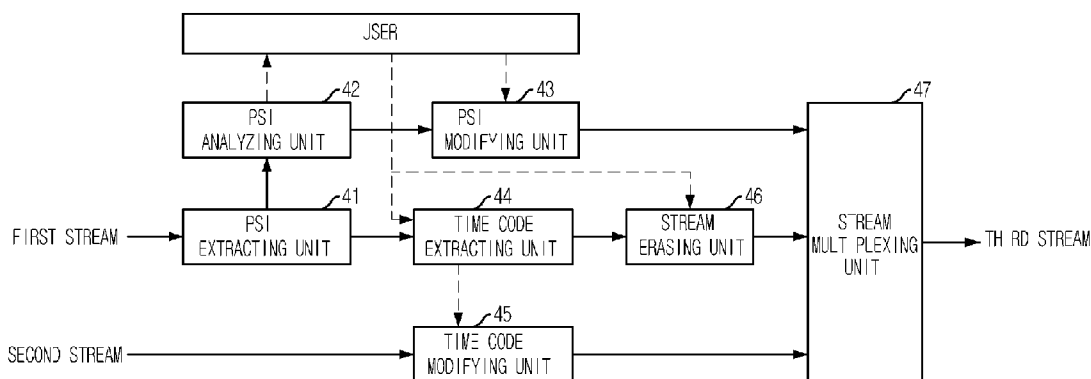 JSER
42
PSI
ANALYZING UNIT
43
PSI
MODIFYING UNIT
47
STREAM
MULT PLEXING
UNIT
41
PSI
EXTRACTING UNIT
44
TIME CODE
EXTRACTING UNIT
46
STREAM
ERASING UNIT
FIRST STREAM
TH RD STREAM
45
TIME CODE
MODIFYING UNIT
SECOND STREAM